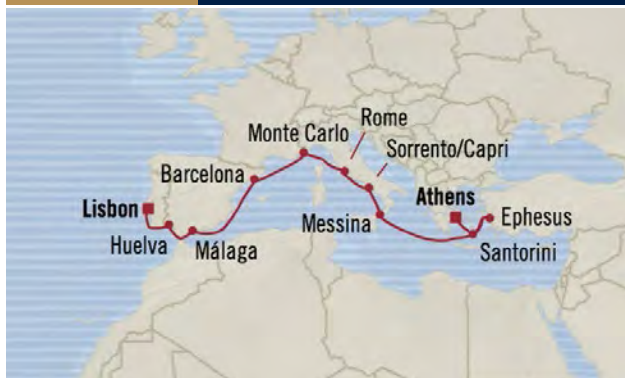 Rome
Monte Carlo
Sorrento/Capri
Barcelona
Lisbon
Athens
Ephesus
Messina
Huelva
Málaga
Santorini